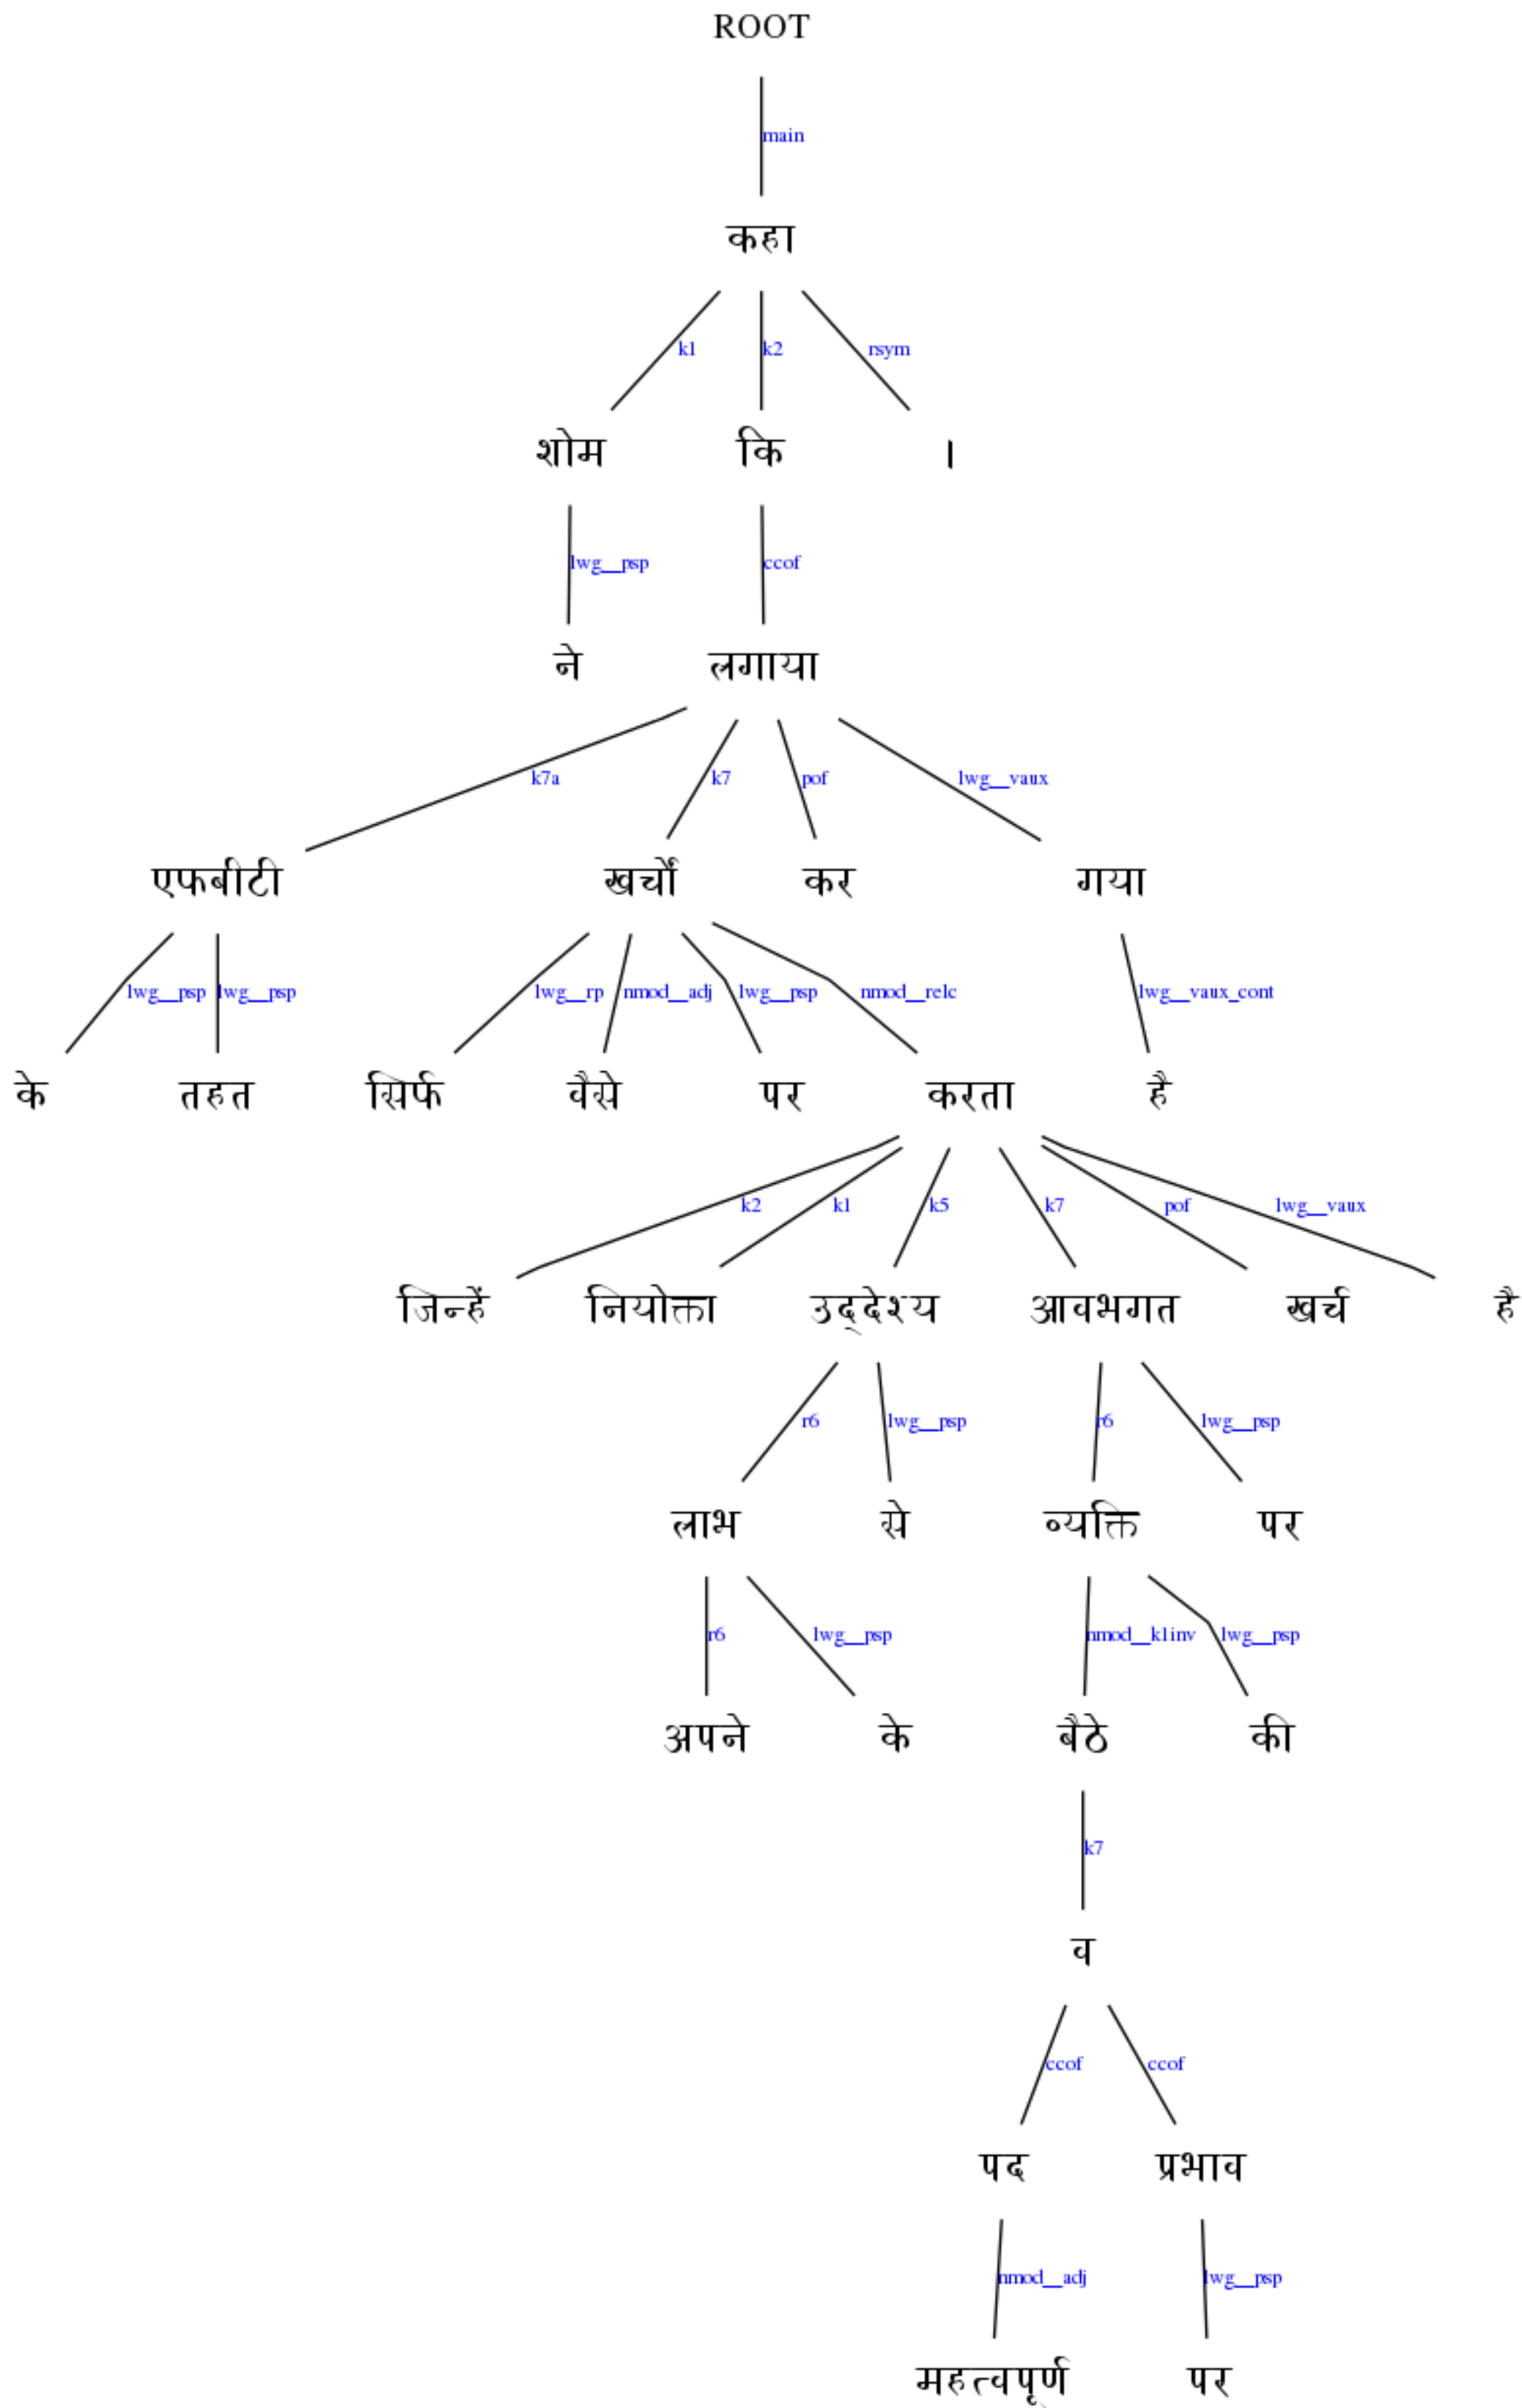 ROOT
main
कहा
k1 k2 rsym
शोम कि ।
lwg__psp ccof
ने लगाया
k7a k7 pof lwg__vaux
एफबीटी खर्चों कर गया
lwg__psp lwg__psp lwg__rp nmod__adj lwg__psp nmod__relc lwg__vaux_cont
के तहत सिर्फ वैसे पर करता है
k2 k1 k5 k7 pof lwg__vaux
जिन्हें नियोक्ता उद्देश्य आवभगत खर्च है
r6 lwg__psp r6 lwg__psp
लाभ से व्यक्ति पर
r6 lwg__psp nmod__k1inv lwg__psp
अपने के बैठे की
k7
व
ccof ccof
पद प्रभाव
nmod__adj lwg__psp
महत्वपूर्ण पर